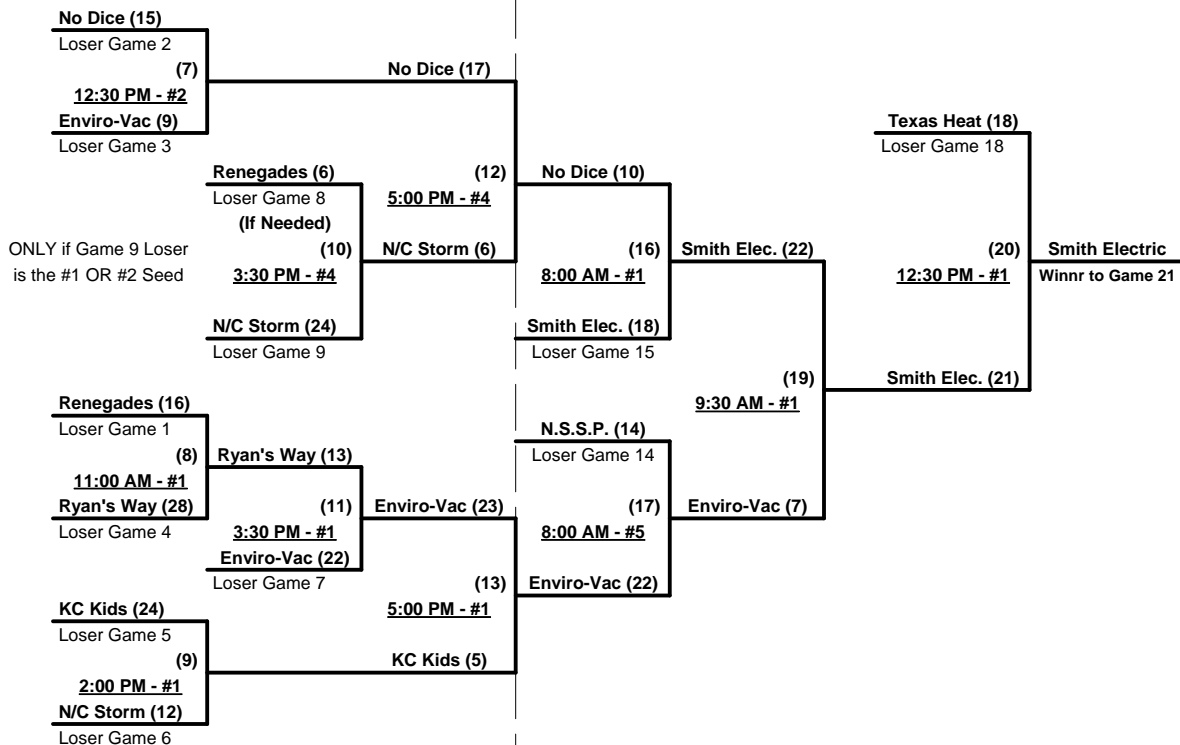 No Dice (15)
Loser Game 2
(7)
12:30 PM - #2
Enviro-Vac (9)
Loser Game 3
No Dice (17)
Renegades (6)
Loser Game 8
(If Needed)
(10)
3:30 PM - #4
N/C Storm (24)
Loser Game 9
ONLY if Game 9 Loser
is the #1 OR #2 Seed
(12)
5:00 PM - #4
N/C Storm (6)
No Dice (10)
(16)
8:00 AM - #1
Smith Elec. (18)
Loser Game 15
Smith Elec. (22)
Texas Heat (18)
Loser Game 18
(20)
12:30 PM - #1
Smith Electric
Winnr to Game 21
(19)
9:30 AM - #1
Smith Elec. (21)
Renegades (16)
Loser Game 1
(8)
11:00 AM - #1
Ryan's Way (28)
Loser Game 4
Ryan's Way (13)
(11)
3:30 PM - #1
Enviro-Vac (22)
Loser Game 7
Enviro-Vac (23)
N.S.S.P. (14)
Loser Game 14
(17)
8:00 AM - #5
Enviro-Vac (7)
(13)
5:00 PM - #1
Enviro-Vac (22)
KC Kids (24)
Loser Game 5
(9)
2:00 PM - #1
N/C Storm (12)
Loser Game 6
KC Kids (5)